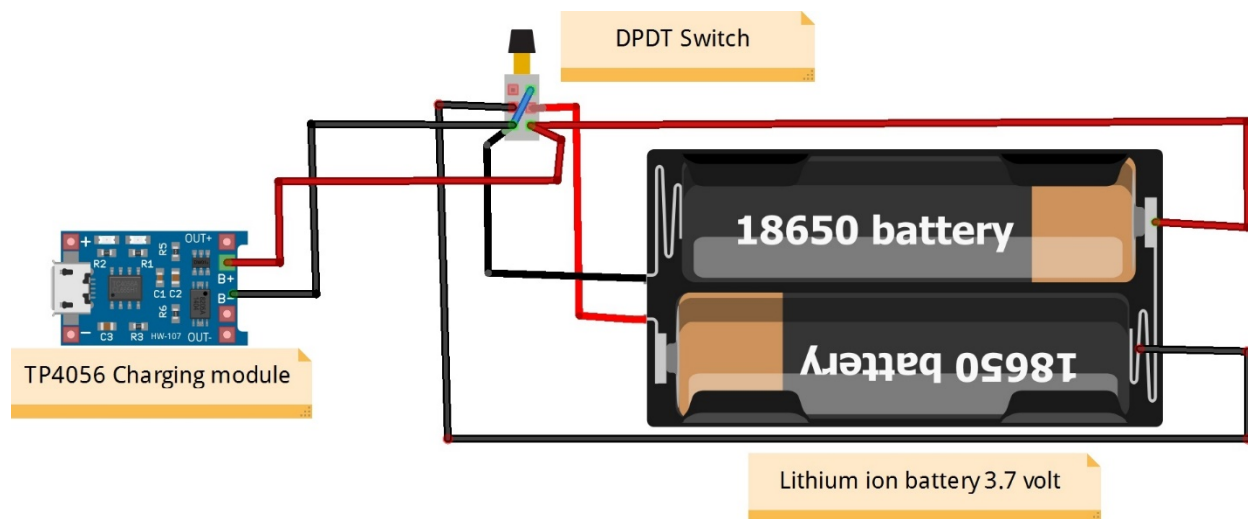 DPDT Switch
18650 battery
18650 battery
+
OUT+
R2
R1
R5
B+
C1
C2
B-
R6
C3
R3
HW-107
OUT-
−
TP4056 Charging module
Lithium ion battery 3.7 volt